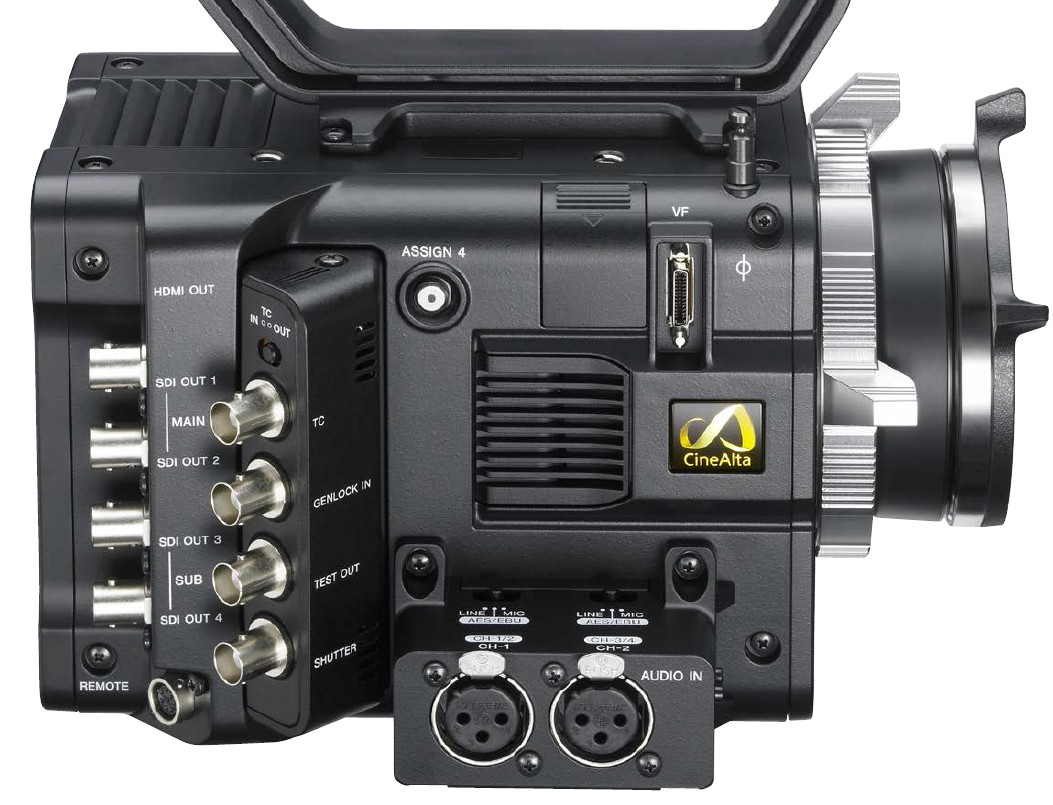 VF
ASSIGN 4
HDMI OUT
TC
IN OUT
SDI OUT 1
MAIN
SDI OUT 2
TC
CineAlta
GENLOCK IN
SDI OUT 3
SUB
SDI OUT 4
TEST OUT
SHUTTER
REMOTE
LINE MIC
AES/EBU
CH-1/2
CH-1
LINE MIC
AES/EBU
CH-3/4
CH-2
AUDIO IN
PUSH
PUSH